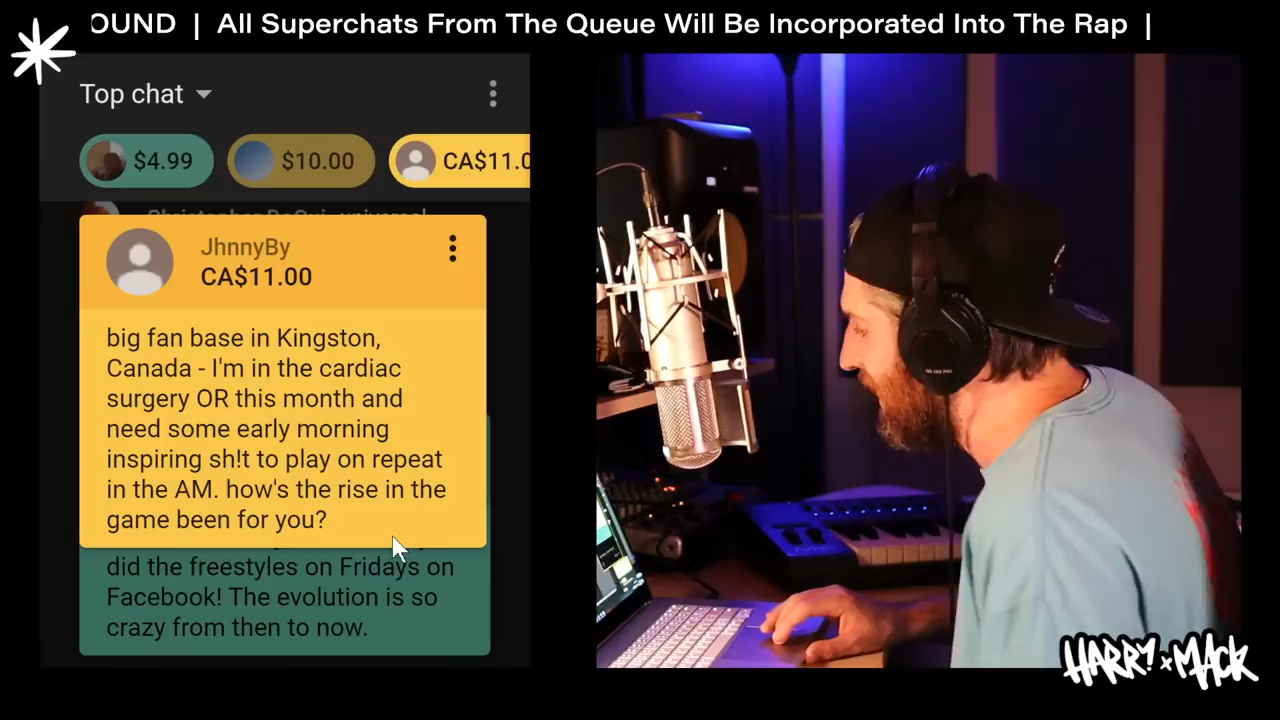 OUND | All Superchats From The Queue Will Be Incorporated Into The Rap |
Top chat
$4.99
$10.00
CA$11.0
JhnnyBy
CA$11.00
big fan base in Kingston,
Canada - I'm in the cardiac
surgery OR this month and
need some early morning
inspiring sh!t to play on repeat
in the AM. how's the rise in the
game been for you?
did the freestyles on Fridays on
Facebook! The evolution is so
crazy from then to now.
HARRY x MACK